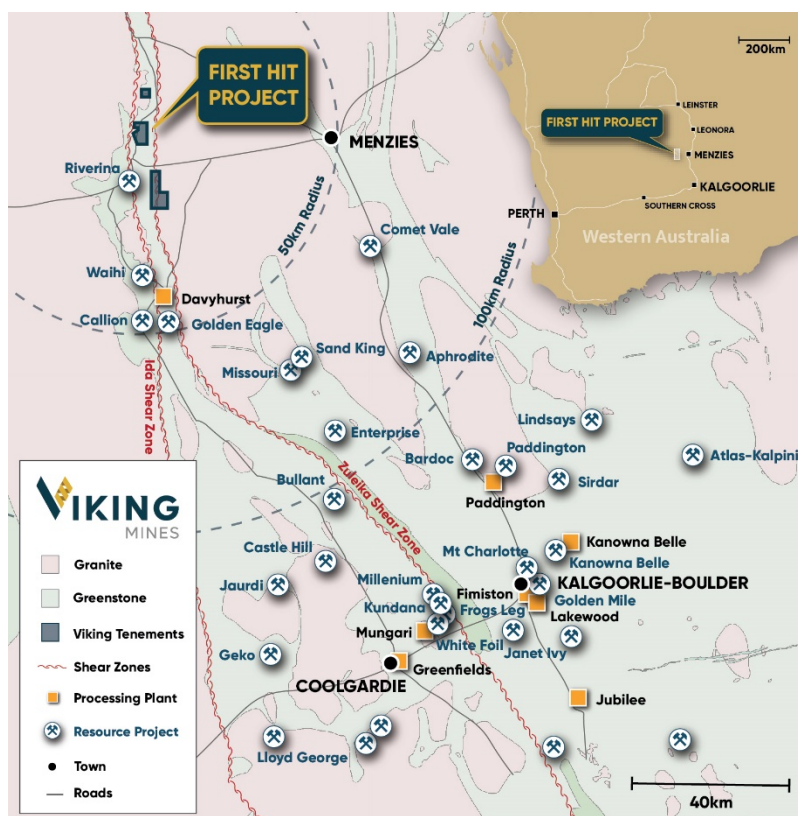 FIRST HIT
PROJECT
200km
LEINSTER
LEONORA
FIRST HIT PROJECT
MENZIES
KALGOORLIE
SOUTHERN CROSS
PERTH
Western Australia
MENZIES
Riverina
50km Radius
Comet Vale
100km Radius
Waihi
Davyhurst
Callion
Golden Eagle
Sand King
Aphrodite
Missouri
Ida Shear Zone
Lindsays
Enterprise
Zuleika Shear Zone
Bardoc
Paddington
Atlas-Kalpini
Paddington
Sirdar
Bullant
Kanowna Belle
Mt Charlotte
Kanowna Belle
Castle Hill
Jaurdi
Millenium
Fimiston
KALGOORLIE-BOULDER
Kundana
Frogs Leg
Golden Mile
Lakewood
Mungari
White Foil
Janet Ivy
Geko
Greenfields
COOLGARDIE
Jubilee
Lloyd George
40km
VIKING
MINES
Granite
Greenstone
Viking Tenements
Shear Zones
Processing Plant
Resource Project
Town
Roads